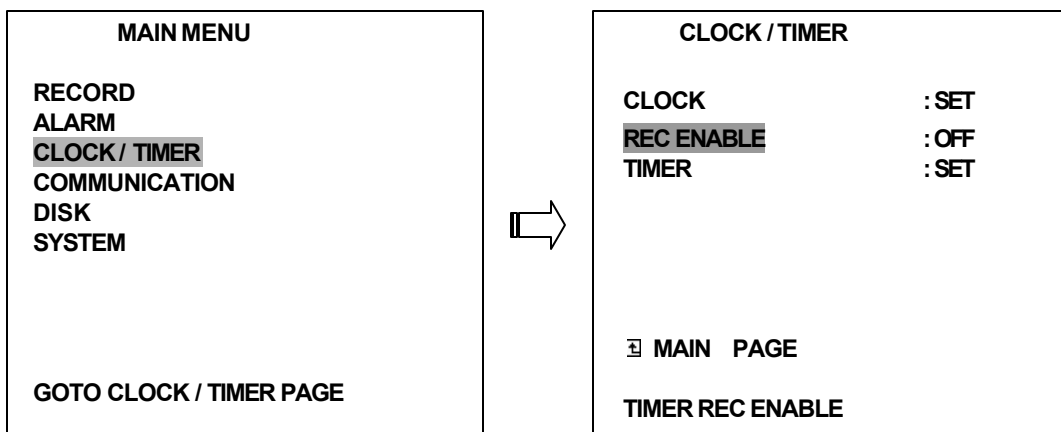 MAIN MENU
RECORD
ALARM
CLOCK / TIMER
COMMUNICATION
DISK
SYSTEM
GOTO CLOCK / TIMER PAGE
CLOCK / TIMER
CLOCK : SET
REC ENABLE : OFF
TIMER : SET
MAIN PAGE
TIMER REC ENABLE